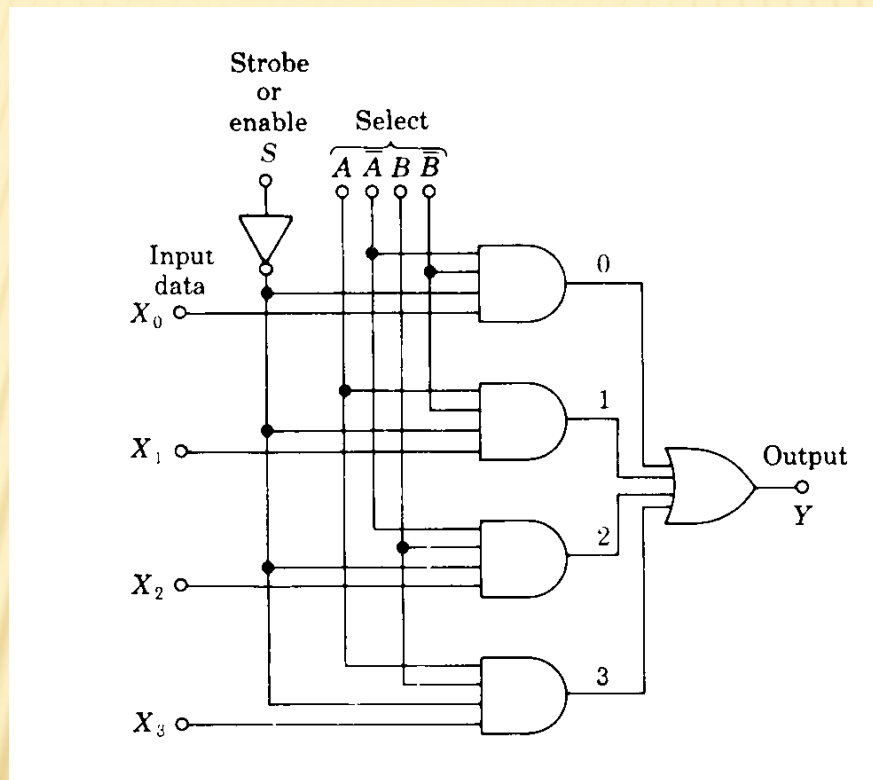 Strobe
or
enable
S
Select
A A̅ B B̅
Input
data
X₀
0
X₁
1
Output
Y
X₂
2
X₃
3